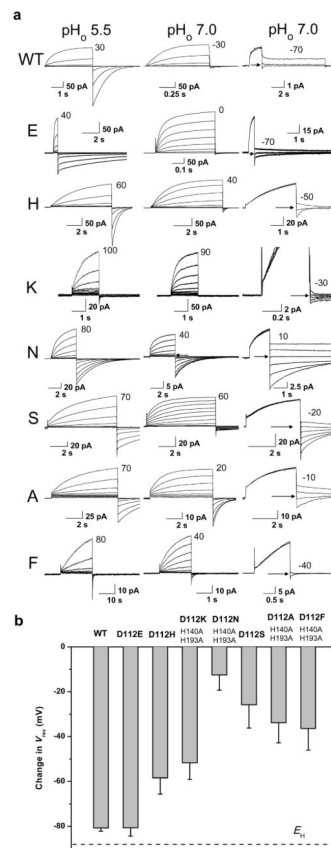 a
pHo 5.5 pHo 7.0 pHo 7.0
WT
30 -30 -70
50 pA 1 s
50 pA 0.25 s
1 pA 2 s
E
40 0 -70
50 pA 2 s
50 pA 0.1 s
15 pA 1 s
H
60 40 -50
50 pA 2 s
50 pA 2 s
20 pA 1 s
K
100 90 -30
20 pA 1 s
50 pA 1 s
2 pA 0.2 s
N
80 40 10
20 pA 2 s
5 pA 2 s
2.5 pA 1 s
S
70 60 -20
20 pA 2 s
20 pA 2 s
20 pA 2 s
A
70 20 -10
25 pA 2 s
10 pA 2 s
10 pA 2 s
F
80 40 -40
10 pA 10 s
10 pA 1 s
5 pA 0.5 s
b
WT D112E D112H D112K H140A H193A D112N H140A H193A D112S D112A H140A H193A D112F H140A H193A
Change in Vrev (mV)
0
-20
-40
-60
-80
EH